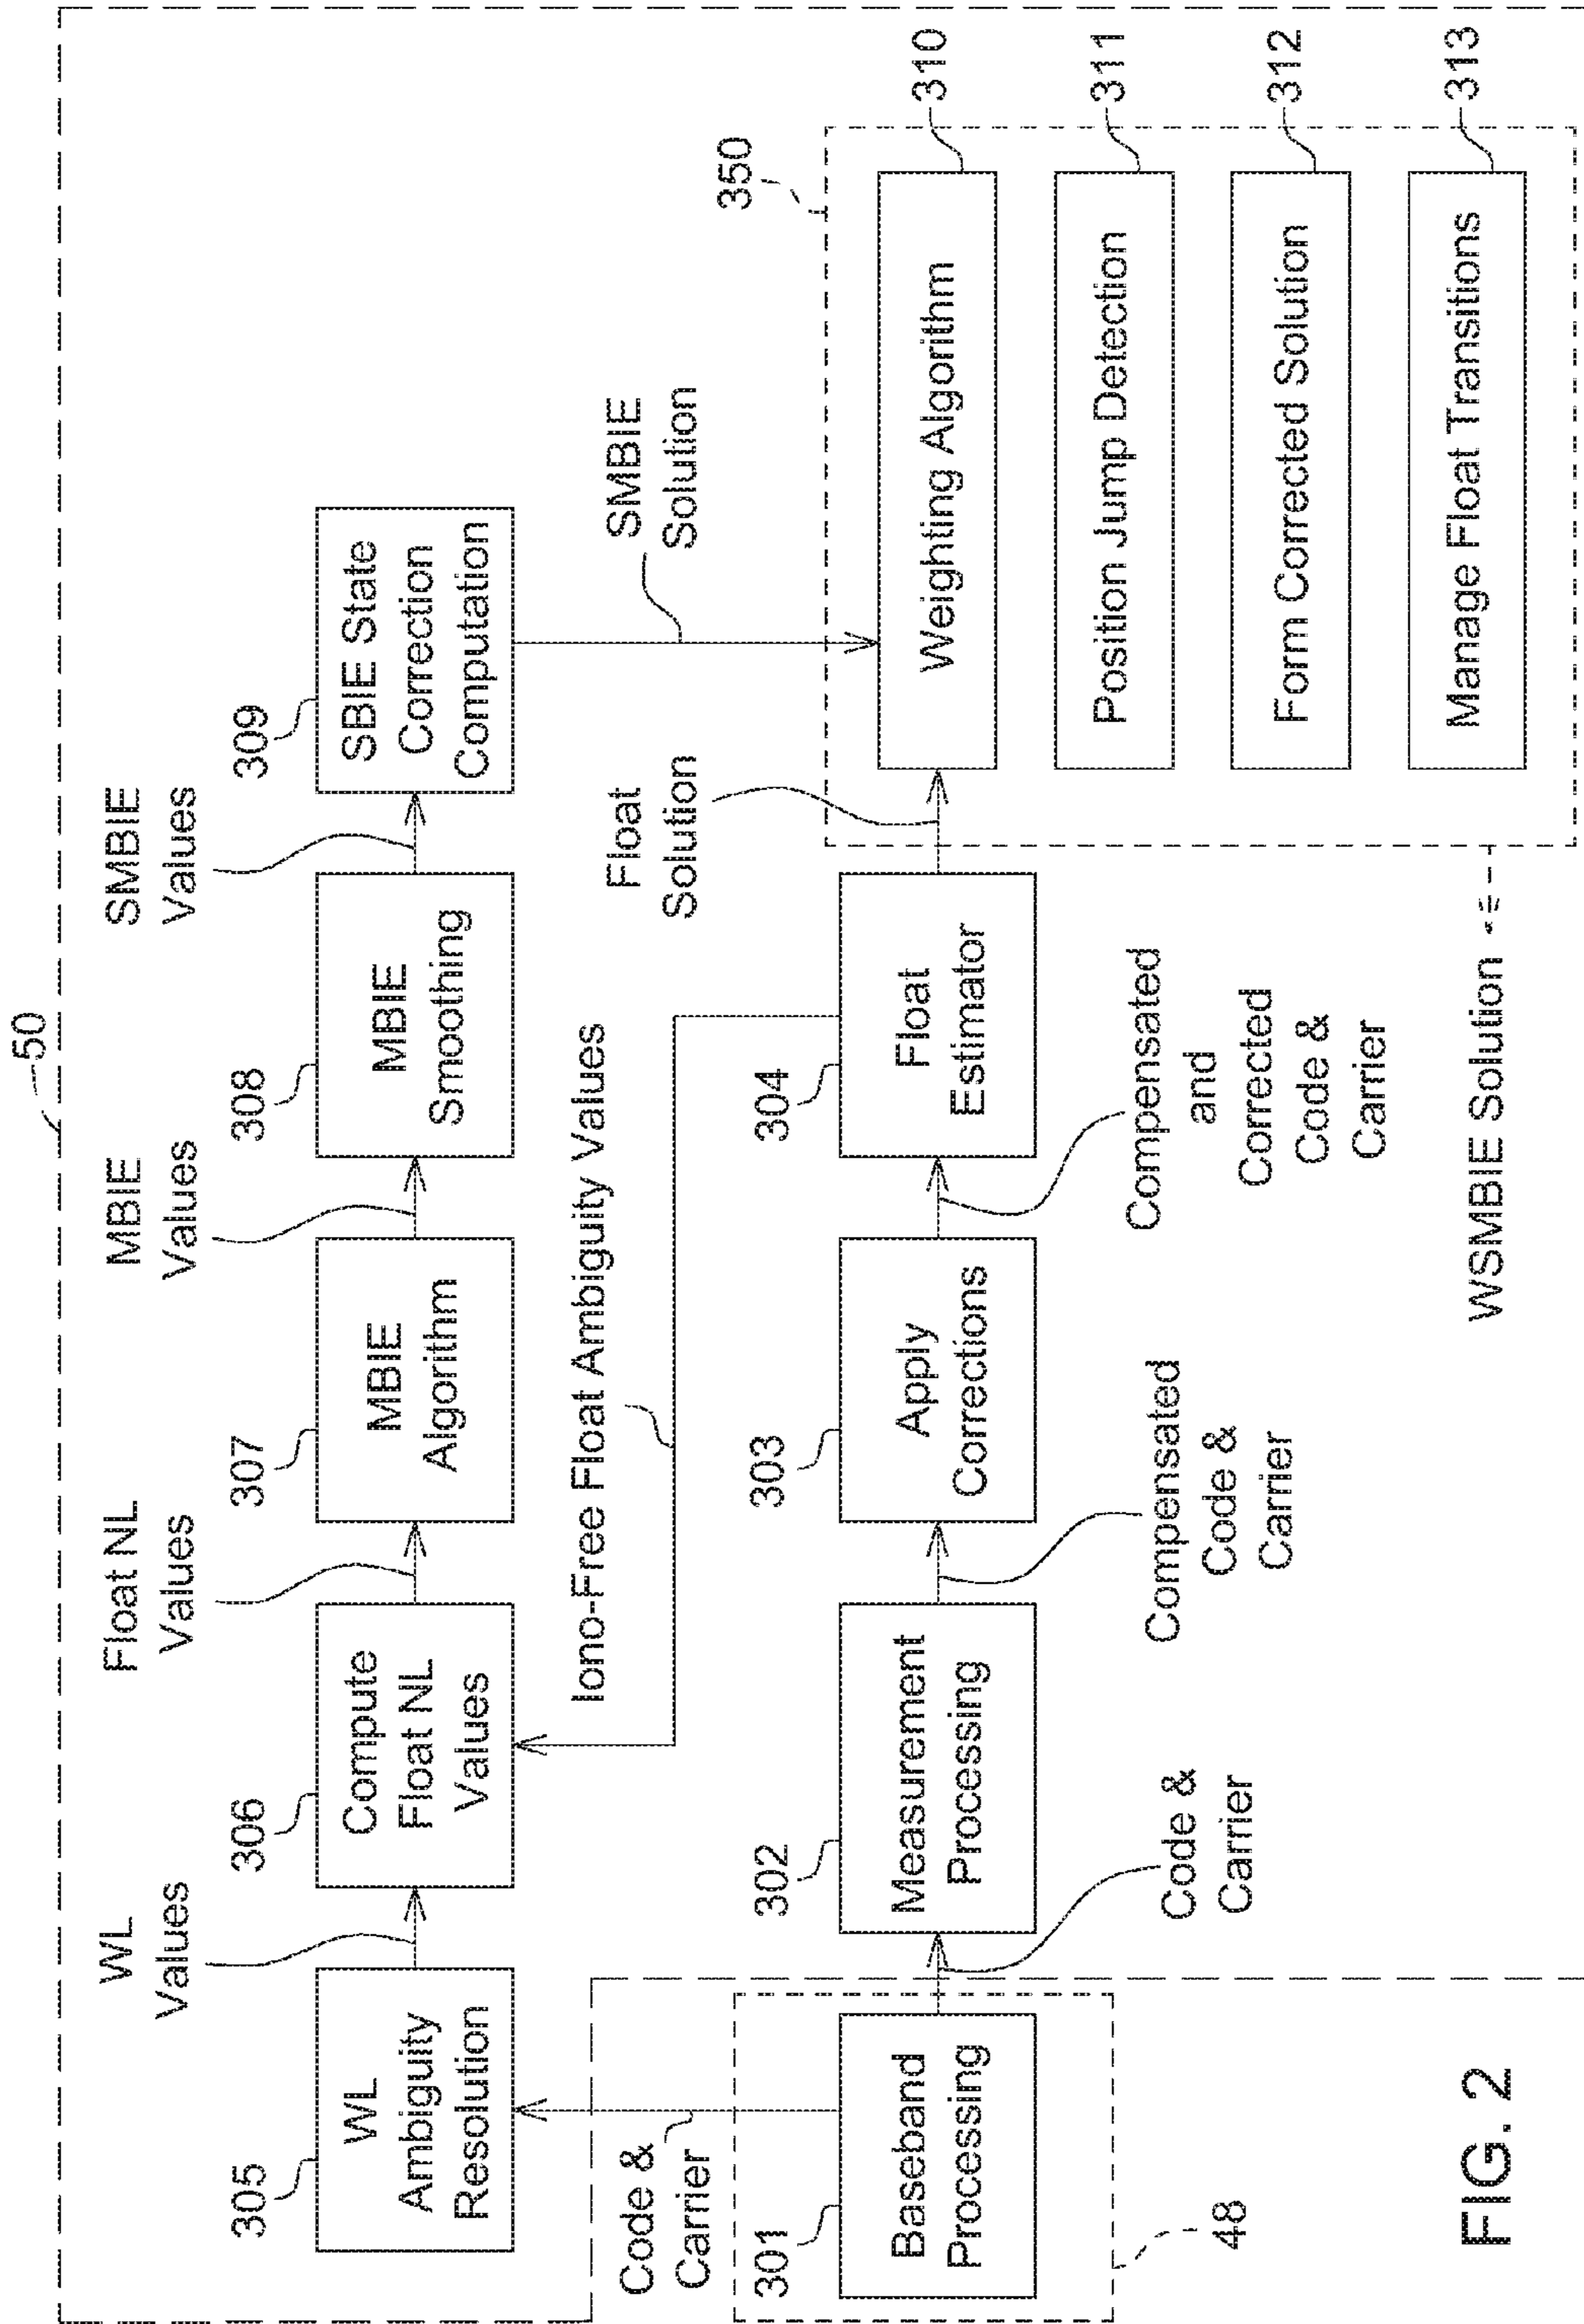 50
WL
Values
Float NL
Values
MBIE
Values
SMBIE
Values
305
WL
Ambiguity
Resolution
306
Compute
Float NL
Values
307
MBIE
Algorithm
308
MBIE
Smoothing
309
SBIE State
Correction
Computation
Code &
Carrier
Iono-Free Float Ambiguity Values
Float
Solution
SMBIE
Solution
301
Baseband
Processing
302
Measurement
Processing
303
Apply
Corrections
304
Float
Estimator
48
Code &
Carrier
Compensated
Code &
Carrier
Compensated
and
Corrected
Code &
Carrier
350
Weighting Algorithm
310
Position Jump Detection
311
Form Corrected Solution
312
Manage Float Transitions
313
WSMBIE Solution
FIG. 2